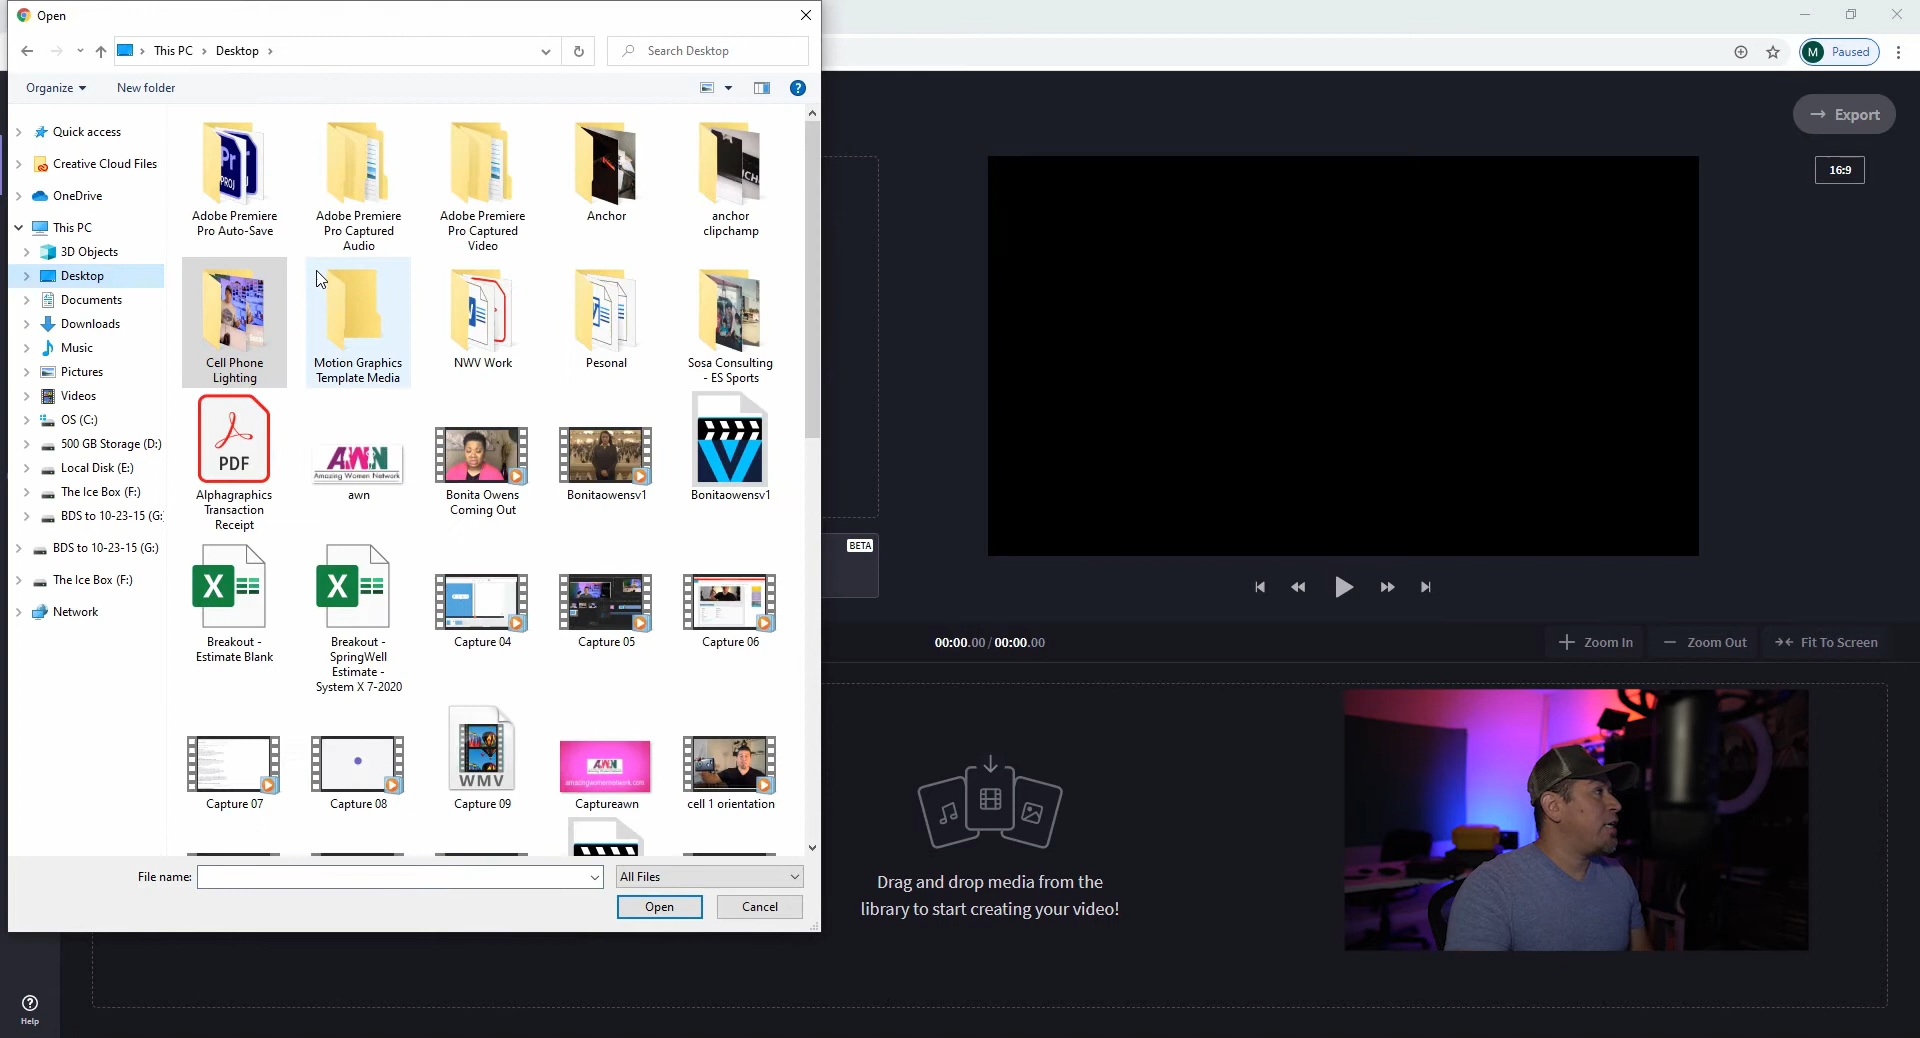 Open
This PC
Desktop
Search Desktop
M
Paused
Organize
New folder
?
Export
16:9
Quick access
Creative Cloud Files
OneDrive
This PC
3D Objects
Desktop
Documents
Downloads
Music
Pictures
Videos
OS (C:)
500 GB Storage (D:)
Local Disk (E:)
The Ice Box (F:)
BDS to 10-23-15 (G:
BDS to 10-23-15 (G:)
The Ice Box (F:)
Network
Adobe Premiere
Pro Auto-Save
Adobe Premiere
Pro Captured
Audio
Adobe Premiere
Pro Captured
Video
Anchor
anchor
clipchamp
Cell Phone
Lighting
Motion Graphics
Template Media
NWV Work
Pesonal
Sosa Consulting
- ES Sports
PDF
Alphagraphics
Transaction
Receipt
AWN
Amazing Women Network
awn
Bonita Owens
Coming Out
Bonitaowensv1
Bonitaowensv1
Breakout -
Estimate Blank
Breakout -
SpringWell
Estimate -
System X 7-2020
Capture 04
Capture 05
Capture 06
Capture 07
Capture 08
WMV
Capture 09
Captureawn
cell 1 orientation
File name:
All Files
Open
Cancel
BETA
00:00.00 / 00:00.00
Zoom In
Zoom Out
Fit To Screen
Drag and drop media from the
library to start creating your video!
Help